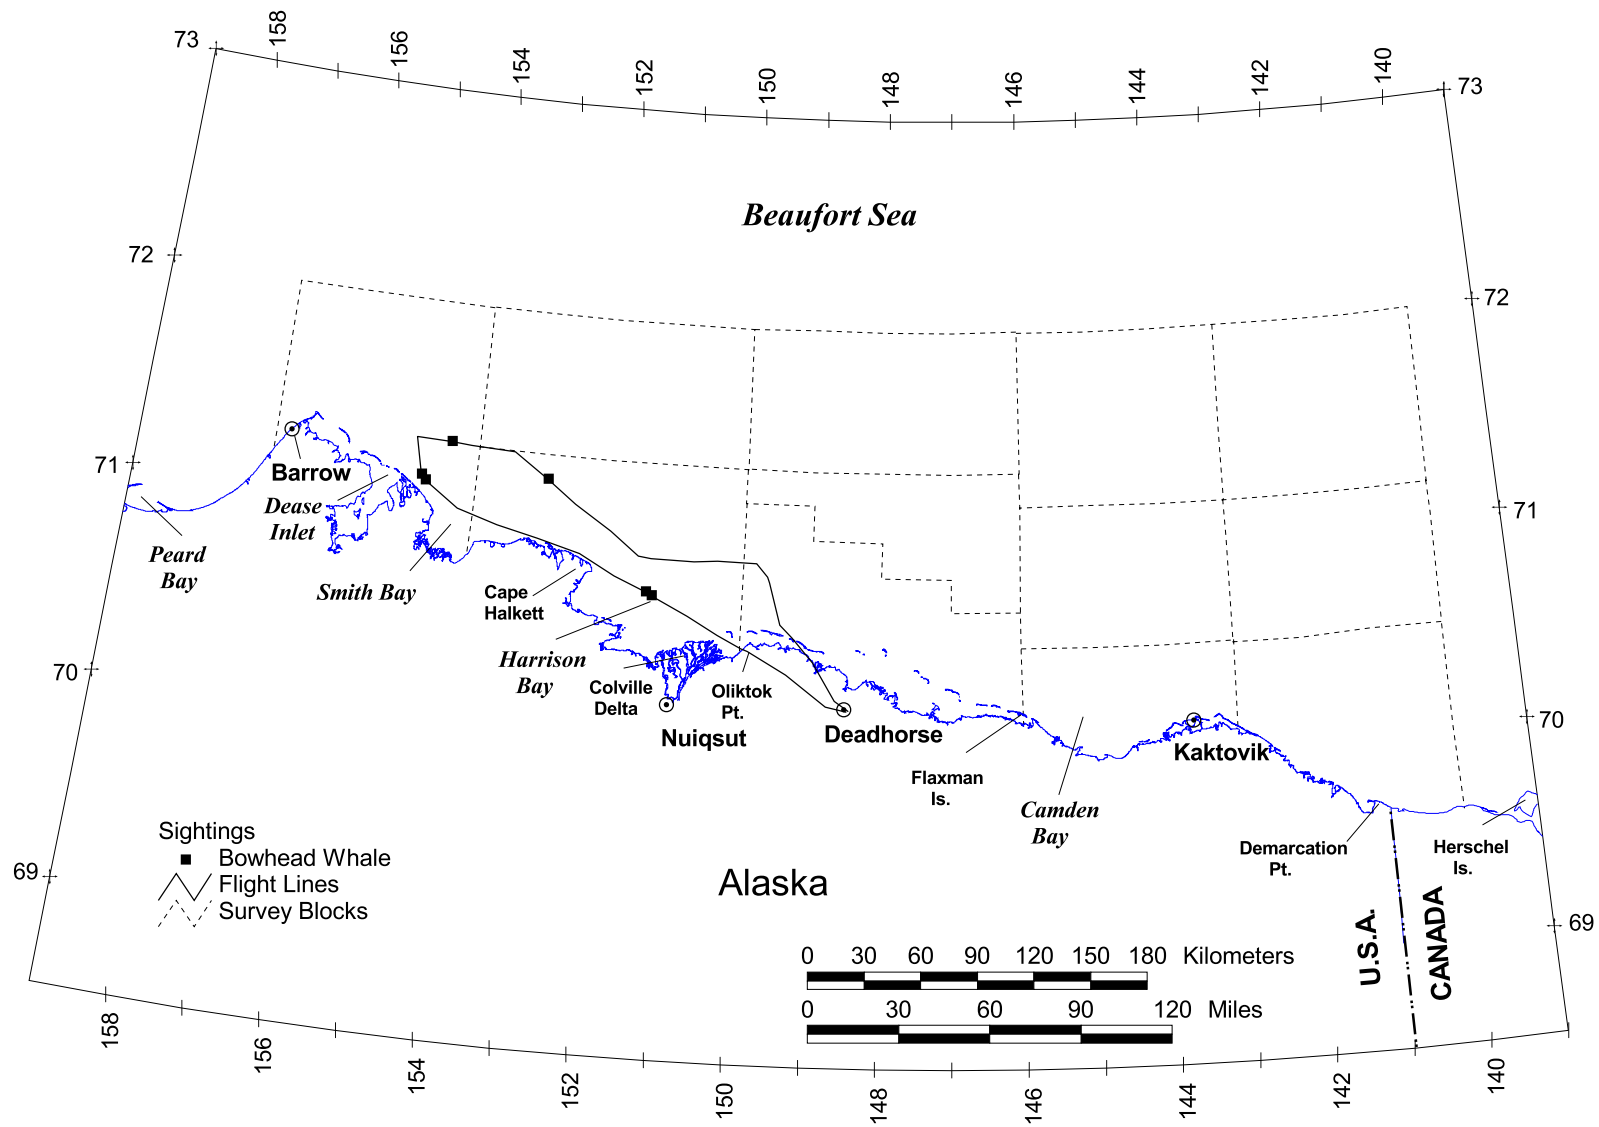 158
156
154
152
150
148
146
144
142
140
73
73
Beaufort Sea
72
72
71
71
Barrow
Dease
Inlet
Peard
Bay
Smith Bay
Cape
Halkett
Harrison
Bay
Colville
Delta
Oliktok
Pt.
Nuiqsut
Deadhorse
70
70
Kaktovik
Flaxman
Is.
Camden
Bay
Demarcation
Pt.
Herschel
Is.
Sightings
Bowhead Whale
Flight Lines
Survey Blocks
69
69
Alaska
U.S.A.
CANADA
0 30 60 90 120 150 180 Kilometers
0 30 60 90 120 Miles
158
156
154
152
150
148
146
144
142
140